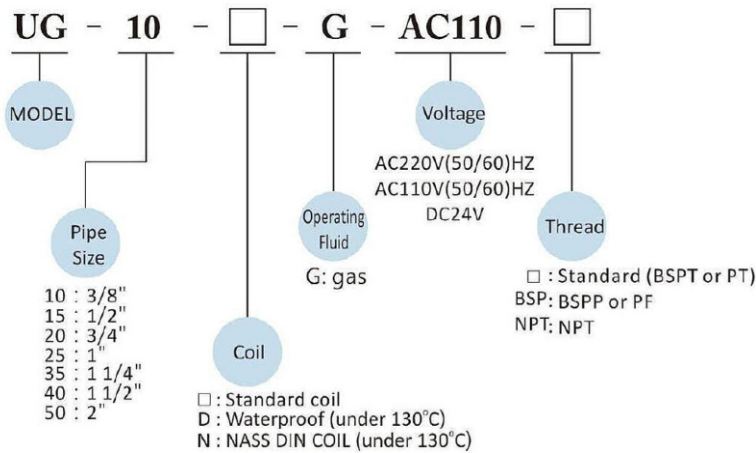 UG - 10 - □ - G - AC110 - □
MODEL
Voltage
AC220V(50/60)HZ
AC110V(50/60)HZ
DC24V
Pipe
Size
10 : 3/8"
15 : 1/2"
20 : 3/4"
25 : 1"
35 : 1 1/4"
40 : 1 1/2"
50 : 2"
Operating
Fluid
G: gas
Thread
□ : Standard (BSPT or PT)
BSP: BSPP or PF
NPT: NPT
Coil
□ : Standard coil
D : Waterproof (under 130°C)
N : NASS DIN COIL (under 130°C)